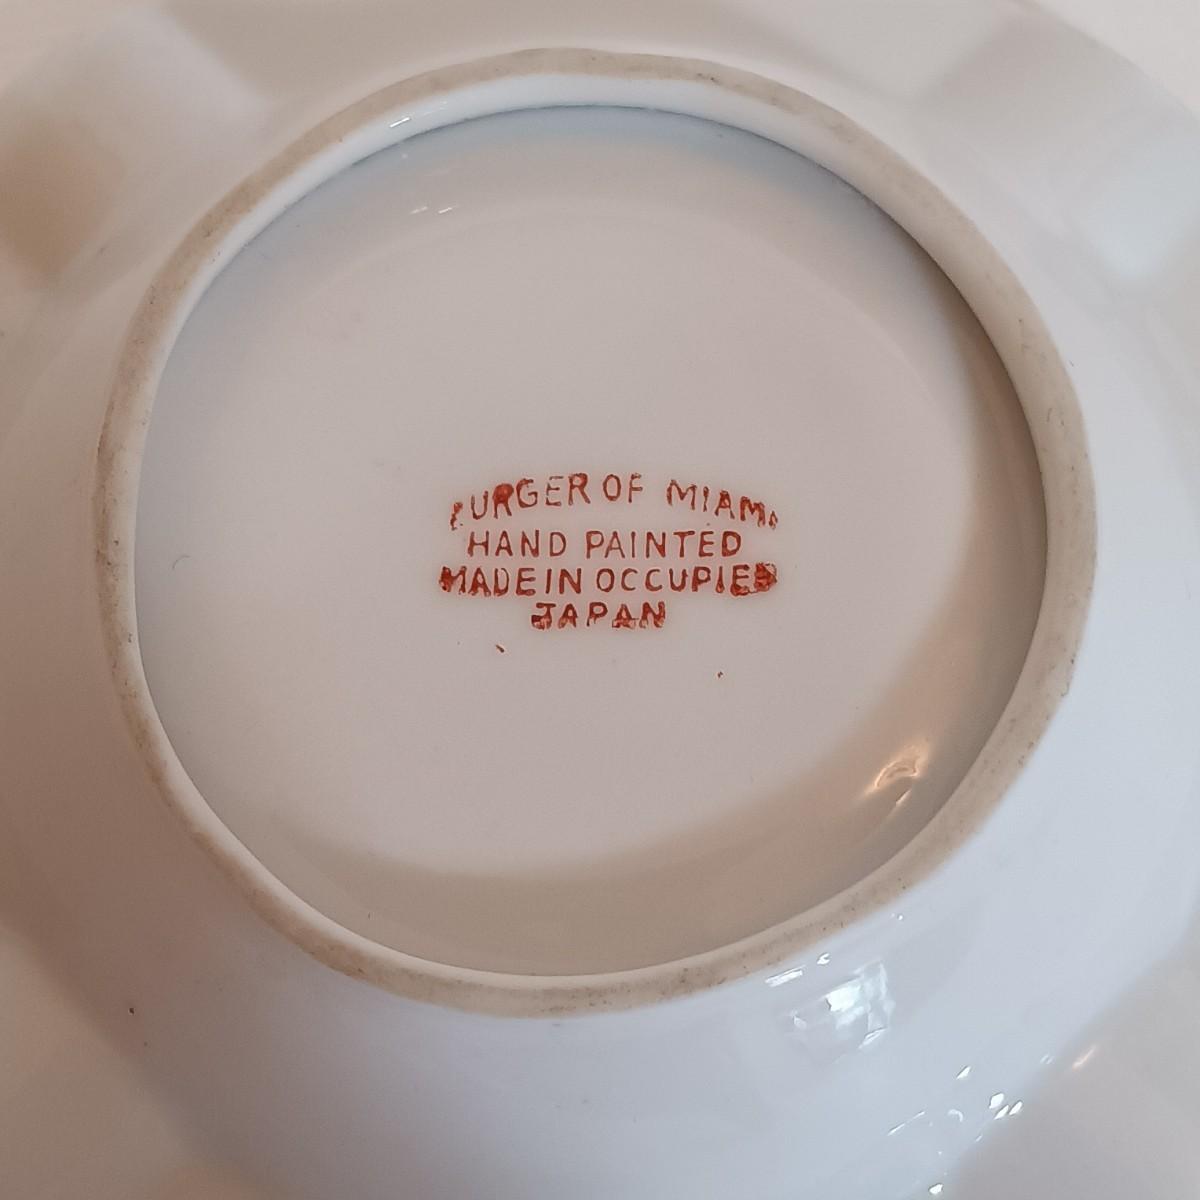 OF MIAMI
HAND PAINTED
MADE IN OCCUPIED
JAPAN